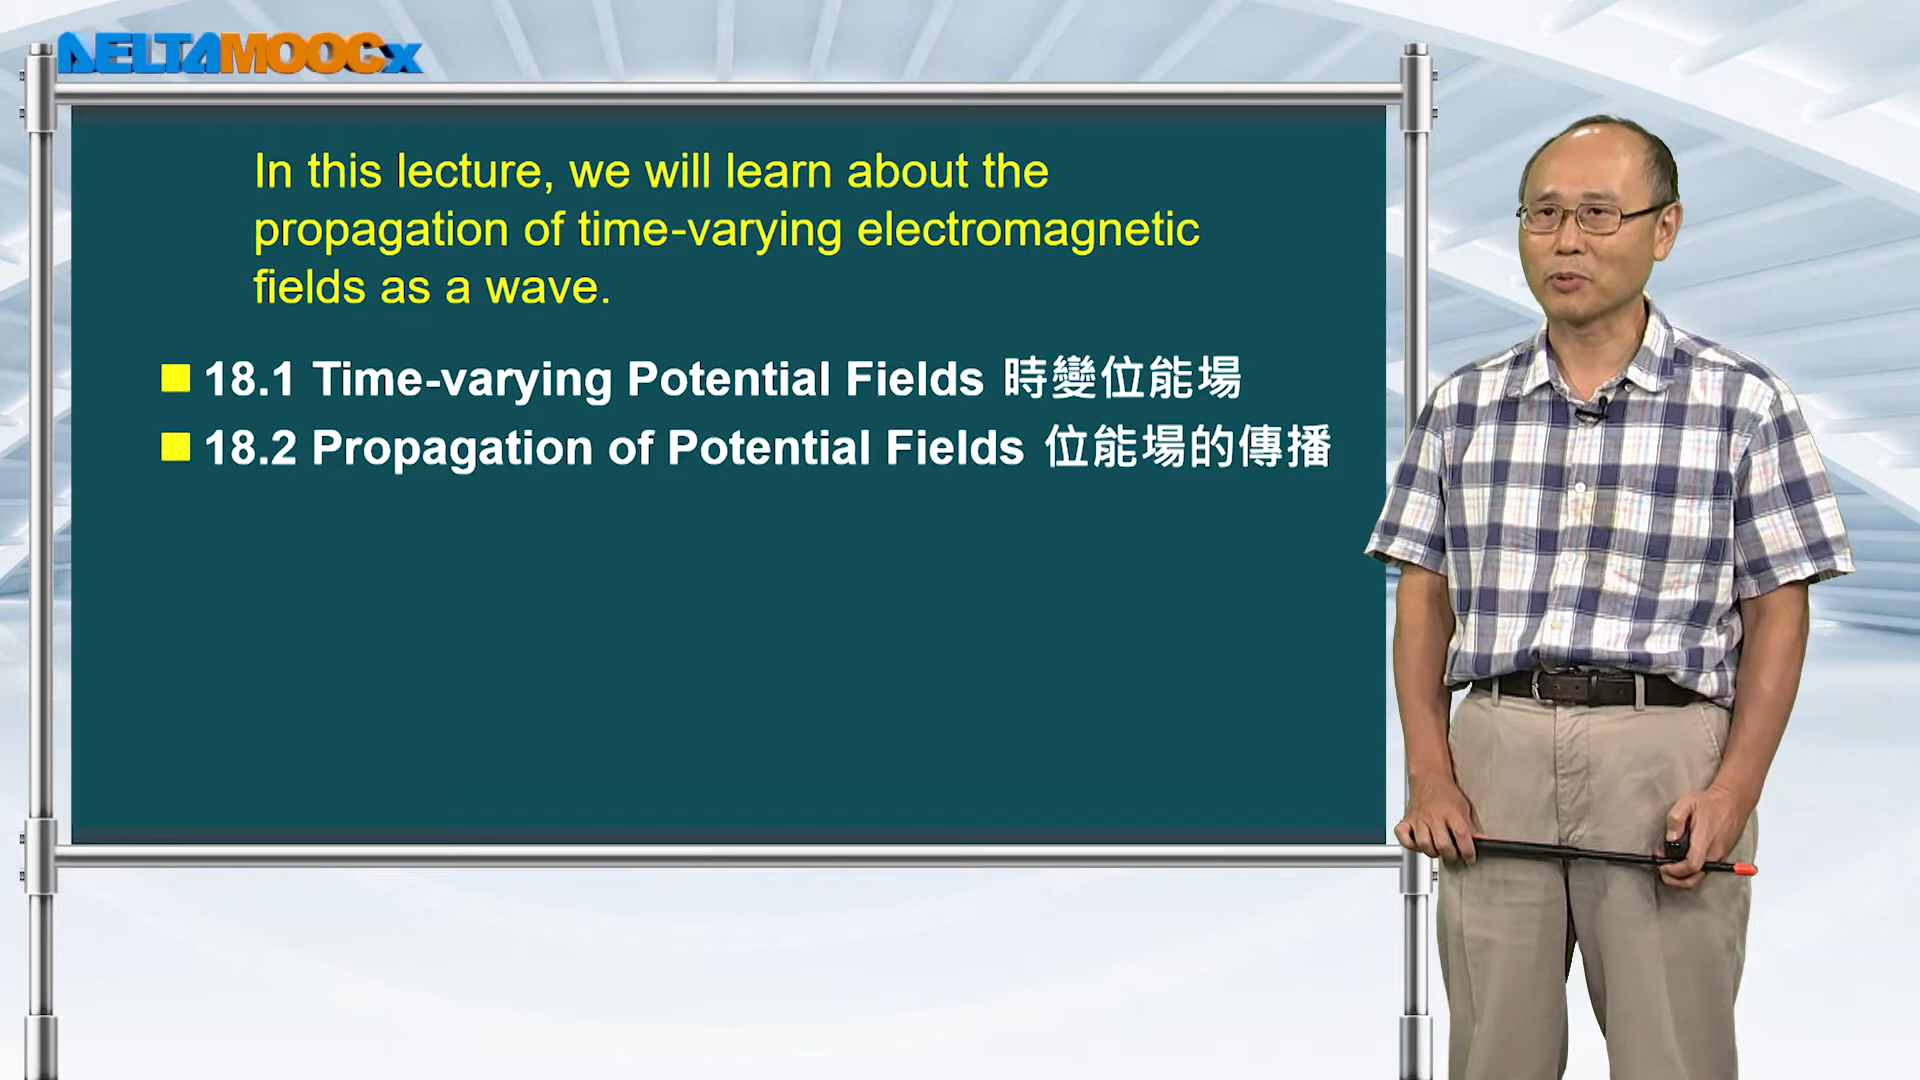 DELTAMOOCx
In this lecture, we will learn about the
propagation of time-varying electromagnetic
fields as a wave.
18.1 Time-varying Potential Fields 時變位能場
18.2 Propagation of Potential Fields 位能場的傳播